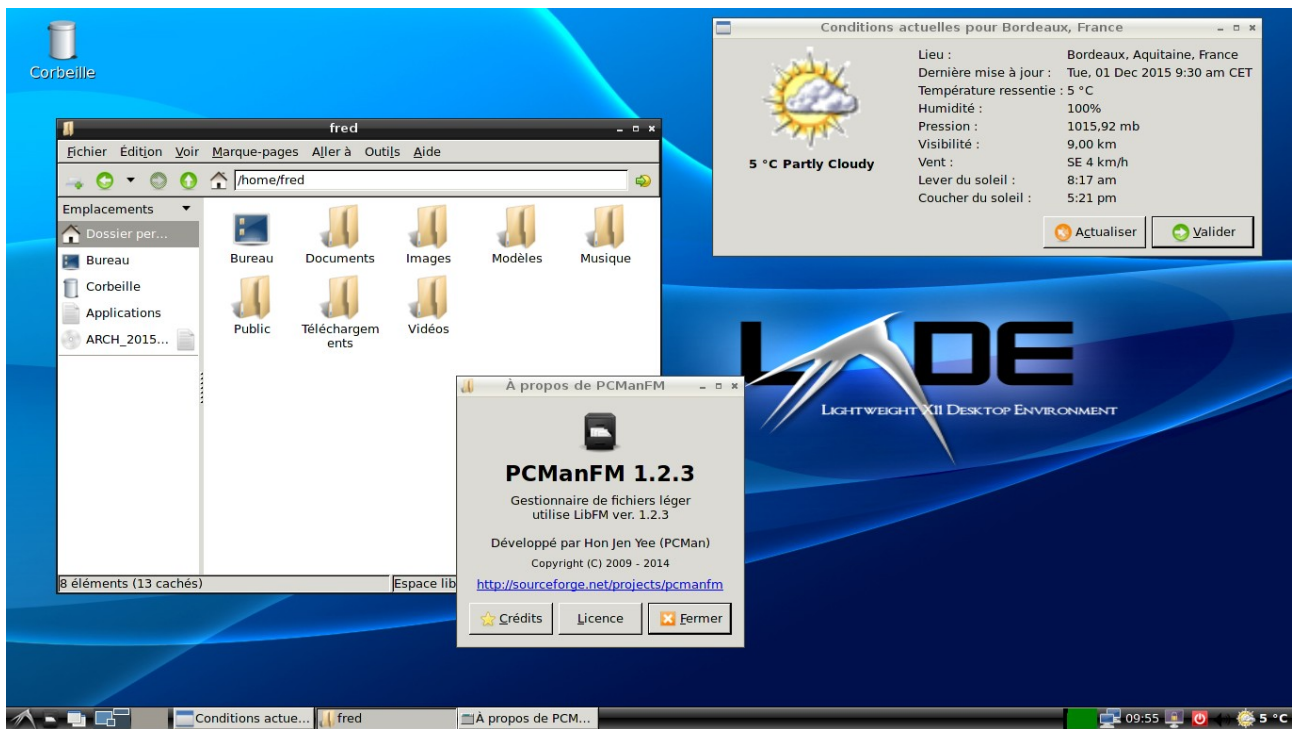 Corbeille
Conditions actuelles pour Bordeaux, France
Lieu : Bordeaux, Aquitaine, France
Dernière mise à jour : Tue, 01 Dec 2015 9:30 am CET
Température ressentie : 5 °C
Humidité : 100%
Pression : 1015,92 mb
Visibilité : 9,00 km
Vent : SE 4 km/h
Lever du soleil : 8:17 am
Coucher du soleil : 5:21 pm
5 °C Partly Cloudy
Actualiser Valider
fred
Fichier Édition Voir Marque-pages Aller à Outils Aide
/home/fred
Emplacements
Dossier per...
Bureau
Corbeille
Applications
ARCH_2015...
Bureau Documents Images Modèles Musique
Public Téléchargem
ents Vidéos
8 éléments (13 cachés) Espace lib
À propos de PCManFM
PCManFM 1.2.3
Gestionnaire de fichiers léger
utilise LibFM ver. 1.2.3
Développé par Hon Jen Yee (PCMan)
Copyright (C) 2009 - 2014
http://sourceforge.net/projects/pcmanfm
Crédits Licence Fermer
LXDE
Lightweight X11 Desktop Environment
Conditions actue... fred À propos de PCM... 09:55 5 °C